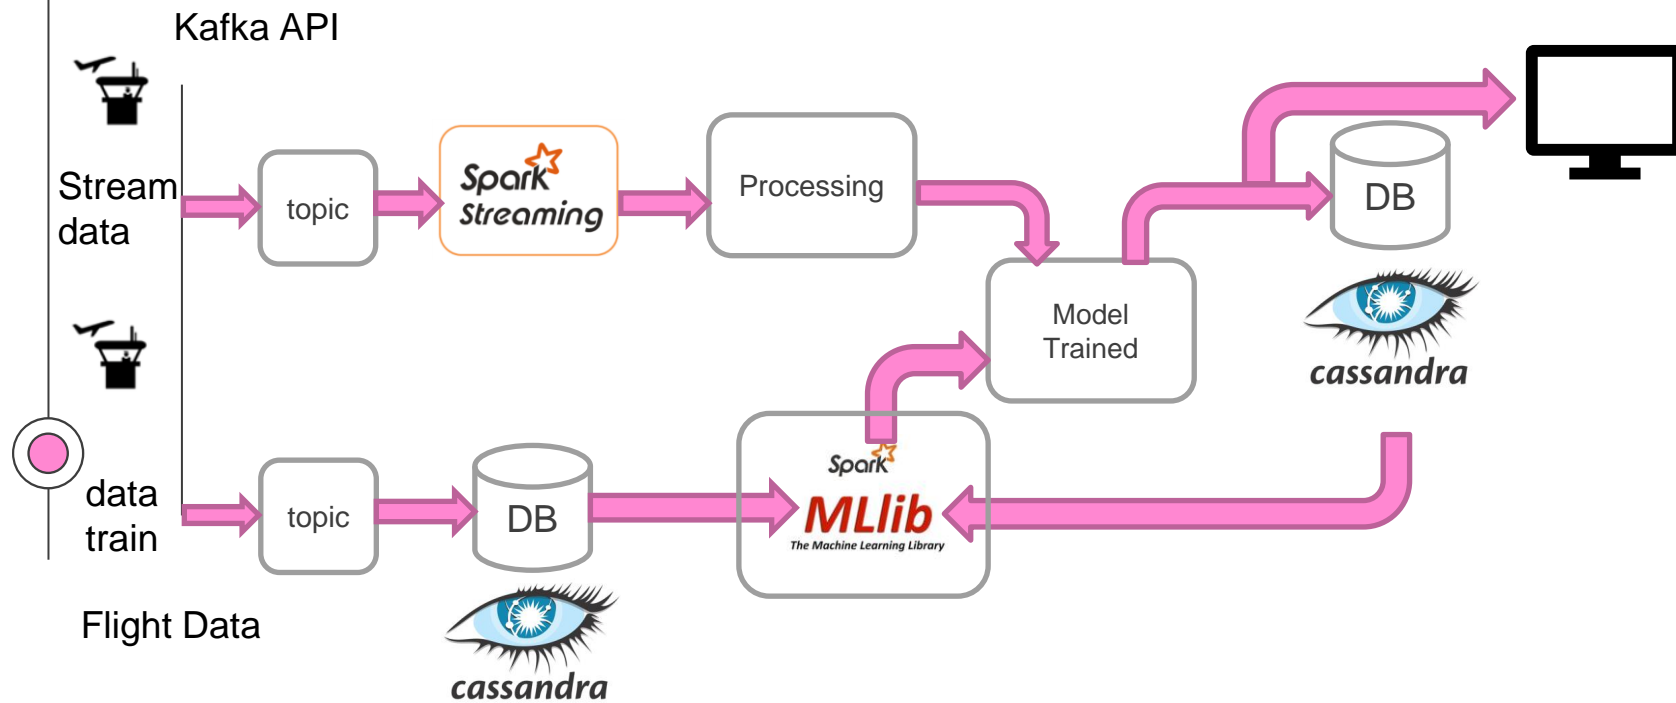 Kafka API
Stream
data
topic
Spark
Streaming
Processing
DB
Model
Trained
cassandra
data
train
topic
DB
Spark
MLlib
The Machine Learning Library
Flight Data
cassandra